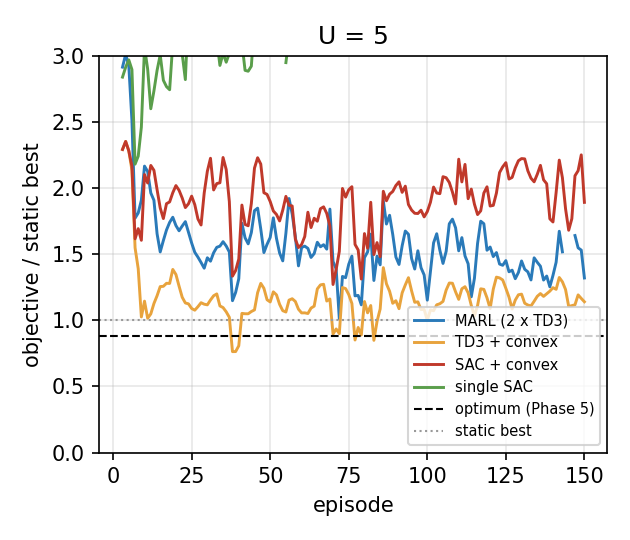 U = 5
objective / static best
3.0
2.5
2.0
1.5
1.0
0.5
0.0
MARL (2 x TD3)
TD3 + convex
SAC + convex
single SAC
optimum (Phase 5)
static best
0 25 50 75 100 125 150
episode